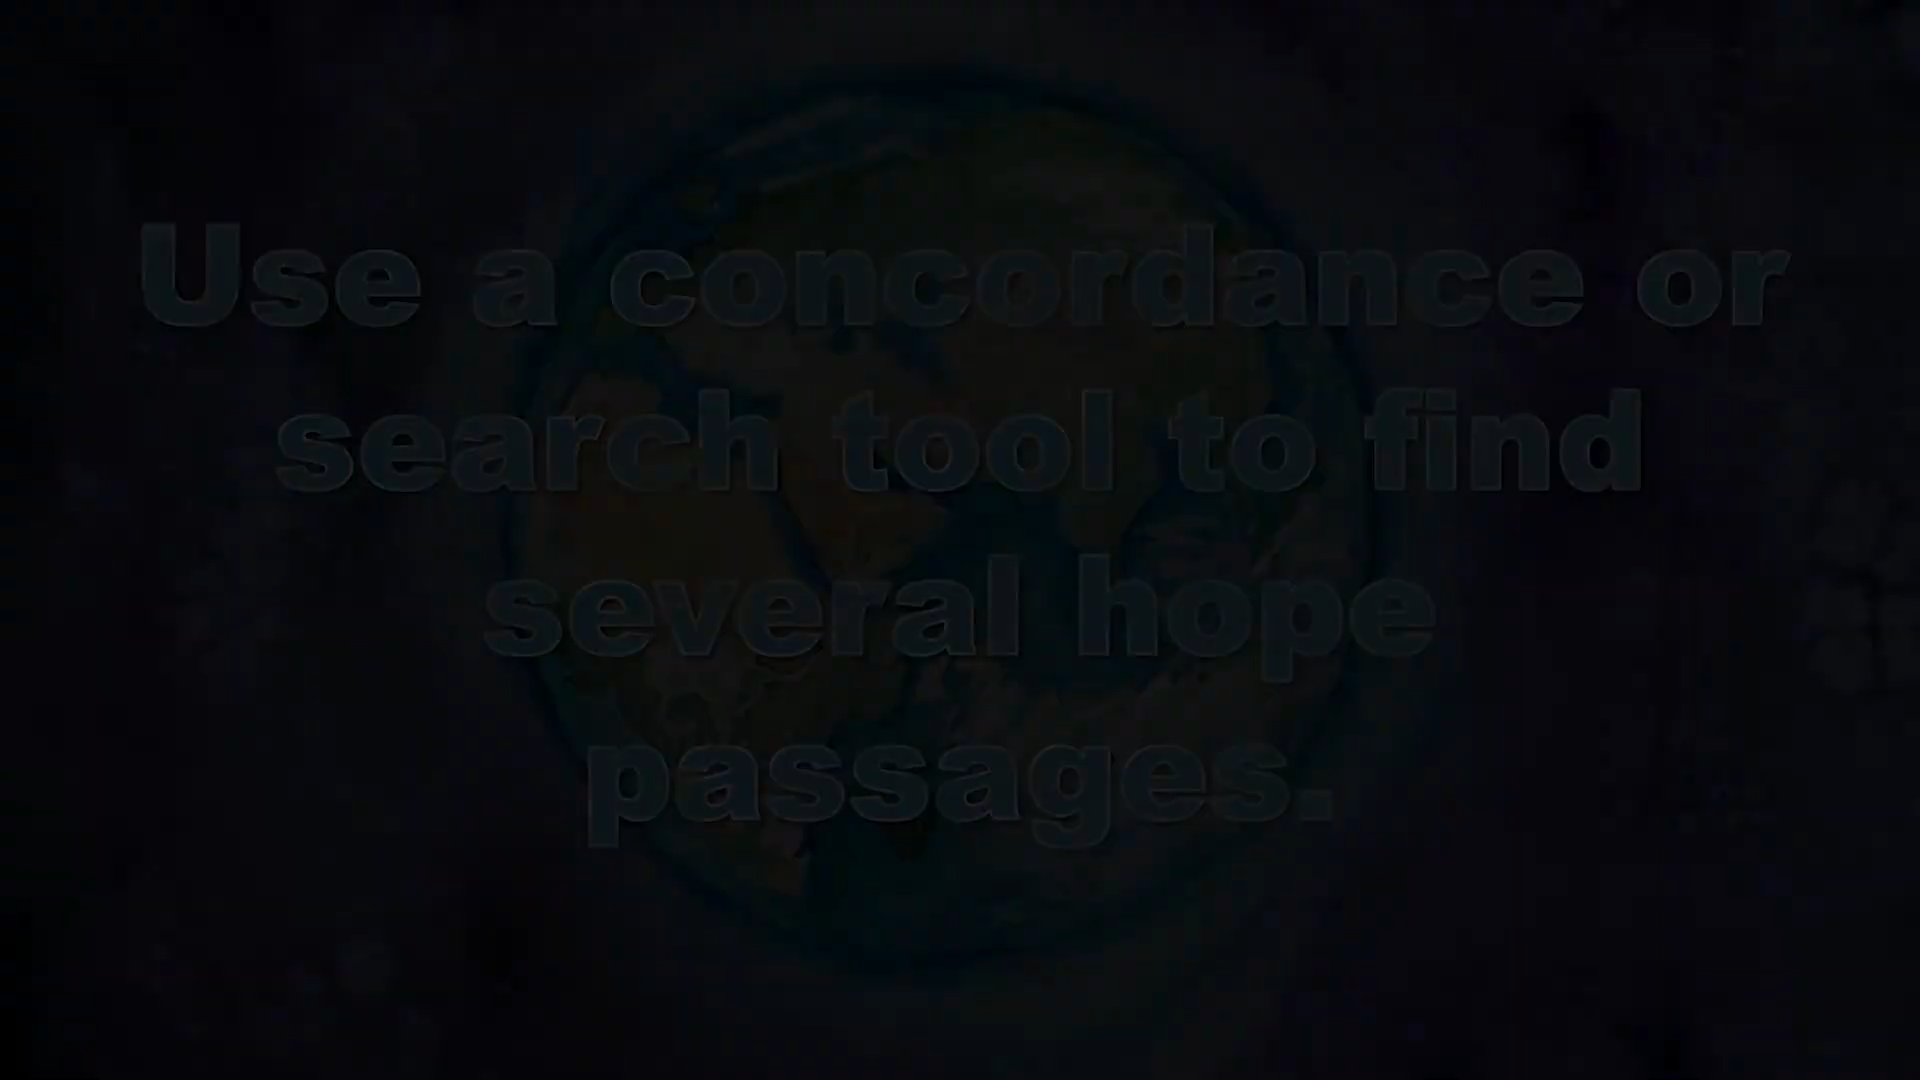 Use a concordance or
search tool to find
several hope
passages.